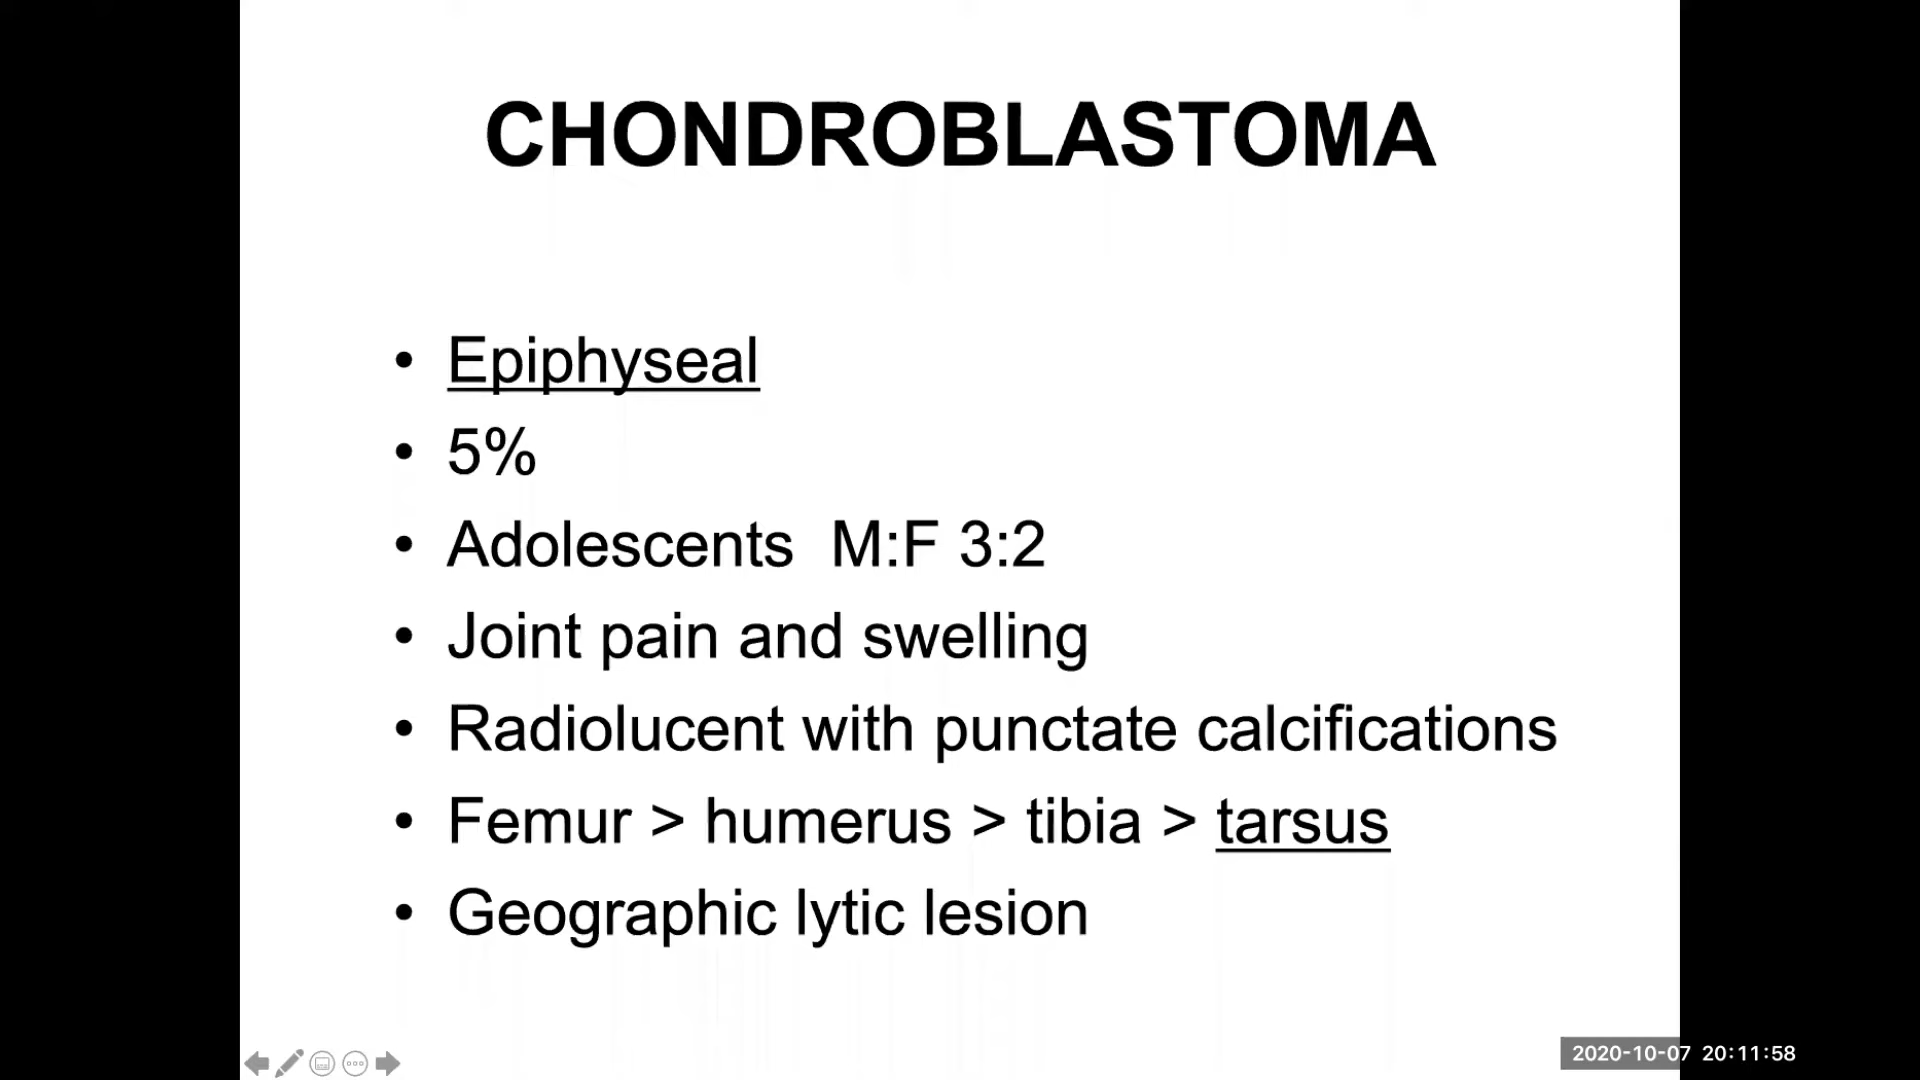 CHONDROBLASTOMA
• Epiphyseal
• 5%
• Adolescents  M:F 3:2
• Joint pain and swelling
• Radiolucent with punctate calcifications
• Femur > humerus > tibia > tarsus
• Geographic lytic lesion
2020-10-07 20:11:58